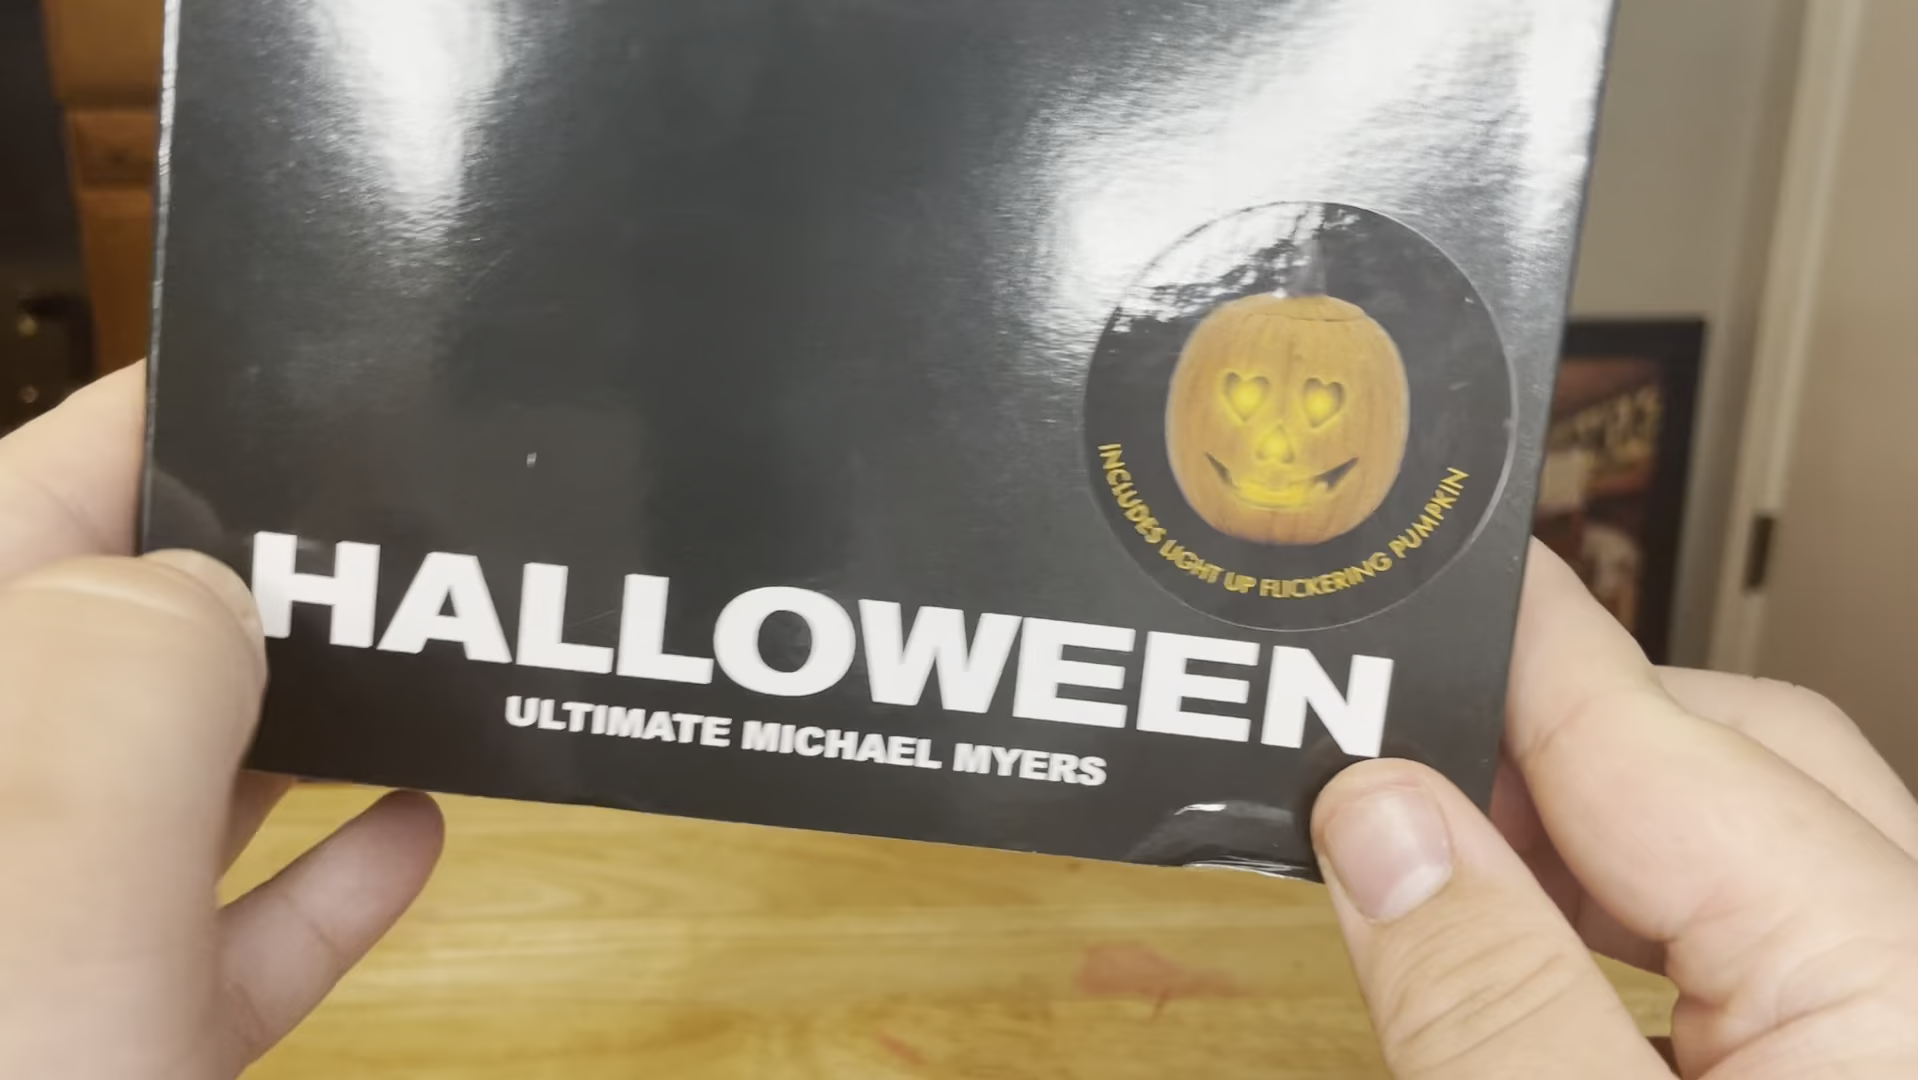 INCLUDES LIGHT UP FLICKERING PUMPKIN
HALLOWEEN
ULTIMATE MICHAEL MYERS